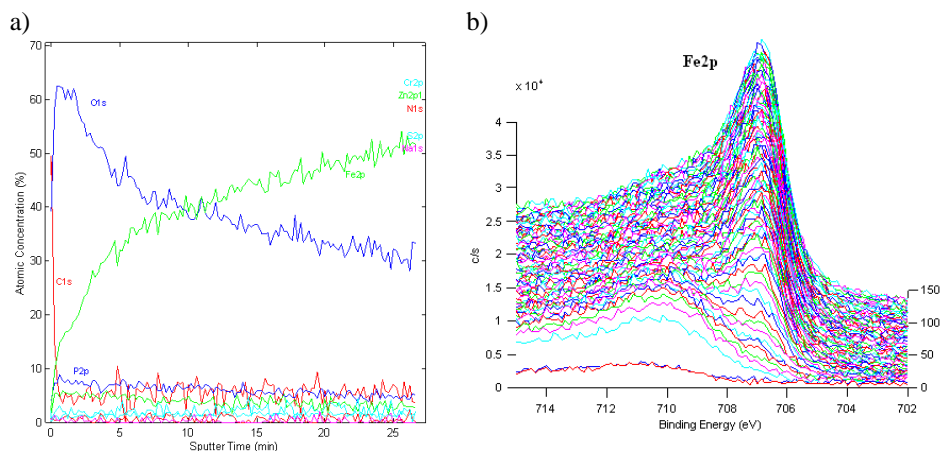 a)
b)
70
60
50
40
30
20
10
0
Atomic Concentration (%)
0 5 10 15 20 25
Sputter Time (min)
O1s
C1s
P2p
Fe2p
Cr2p
Zn2p1
N1s
S2p
Na1s
Fe2p
x 10⁴
4
3.5
3
2.5
2
1.5
1
0.5
0
c/s
150
100
50
0
714 712 710 708 706 704 702
Binding Energy (eV)